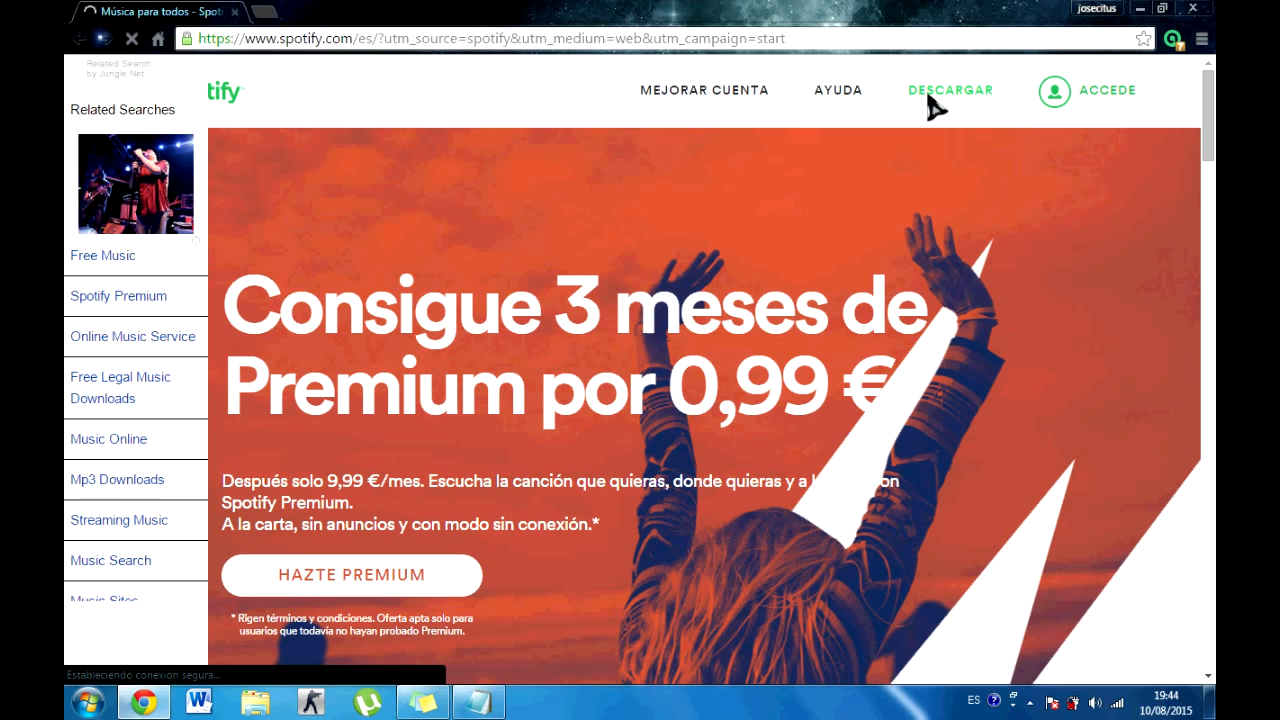 Música para todos - Spot
josecitus
https://www.spotify.com/es/?utm_source=spotify&utm_medium=web&utm_campaign=start
Related Search
by Jungle Net
Related Searches
tify
MEJORAR CUENTA
AYUDA
DESCARGAR
ACCEDE
Free Music
Spotify Premium
Online Music Service
Free Legal Music
Downloads
Music Online
Mp3 Downloads
Streaming Music
Music Search
Music Sites
Consigue 3 meses de
Premium por 0,99 €
Después solo 9,99 €/mes. Escucha la canción que quieras, donde quieras y a
Spotify Premium.
A la carta, sin anuncios y con modo sin conexión.*
HAZTE PREMIUM
* Rigen términos y condiciones. Oferta apta solo para
usuarios que todavía no hayan probado Premium.
Estableciendo conexión segura...
ES
19:44
10/08/2015